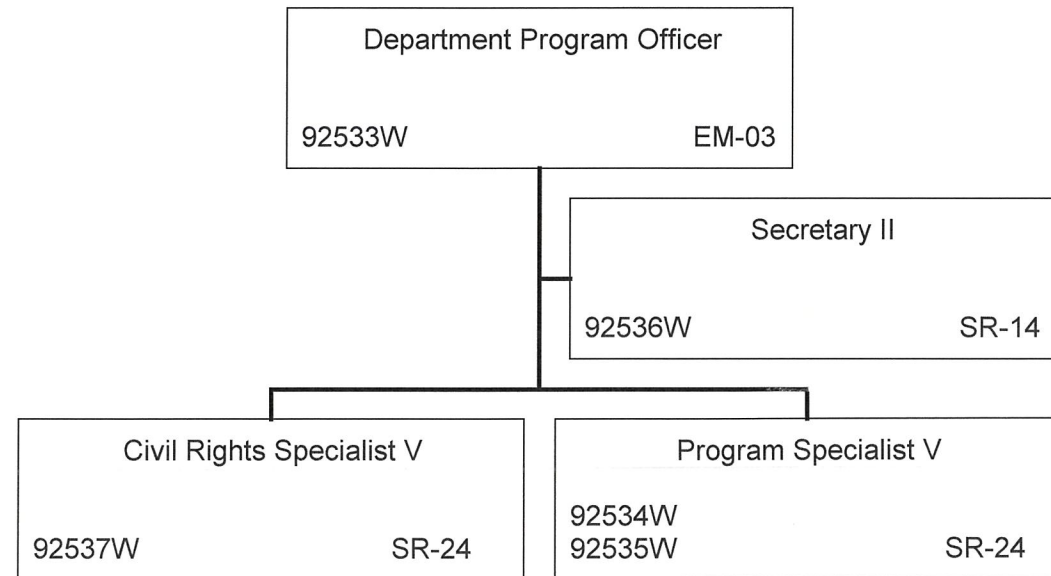 Department Program Officer
92533W EM-03
Secretary II
92536W SR-14
Civil Rights Specialist V
92537W SR-24
Program Specialist V
92534W
92535W SR-24